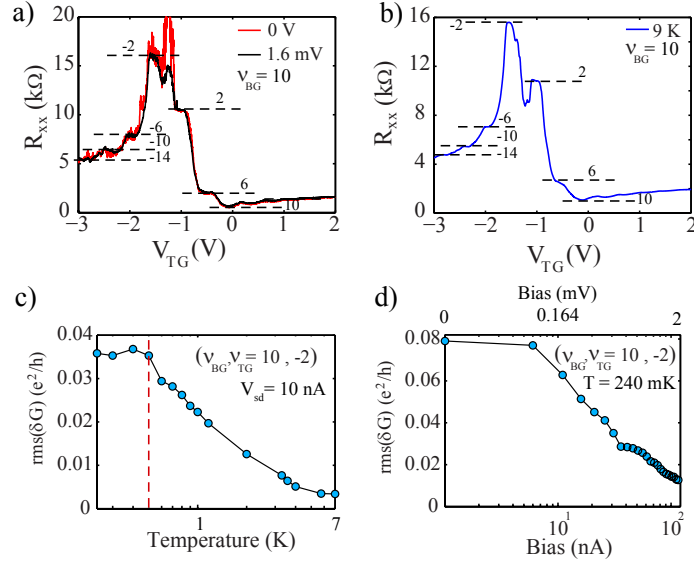 a)
20
15
10
5
0
R_xx (kΩ)
-2
-6
-10
-14
2
6
10
0 V
1.6 mV
ν_BG = 10
−3 −2 −1 0 1 2
V_TG (V)
b)
16
12
8
4
0
R_xx (kΩ)
-2
-6
-10
-14
2
6
10
9 K
ν_BG = 10
−3 −2 −1 0 1 2
V_TG (V)
c)
0.04
0.03
0.02
0.01
0
rms(δG) (e²/h)
(ν_BG, ν_TG = 10 , -2)
V_sd = 10 nA
1 7
Temperature (K)
d)
Bias (mV)
0 0.164 2
0.08
0.06
0.04
0.02
0
rms(δG) (e²/h)
(ν_BG, ν_TG = 10 , -2)
T = 240 mK
10¹ 10²
Bias (nA)